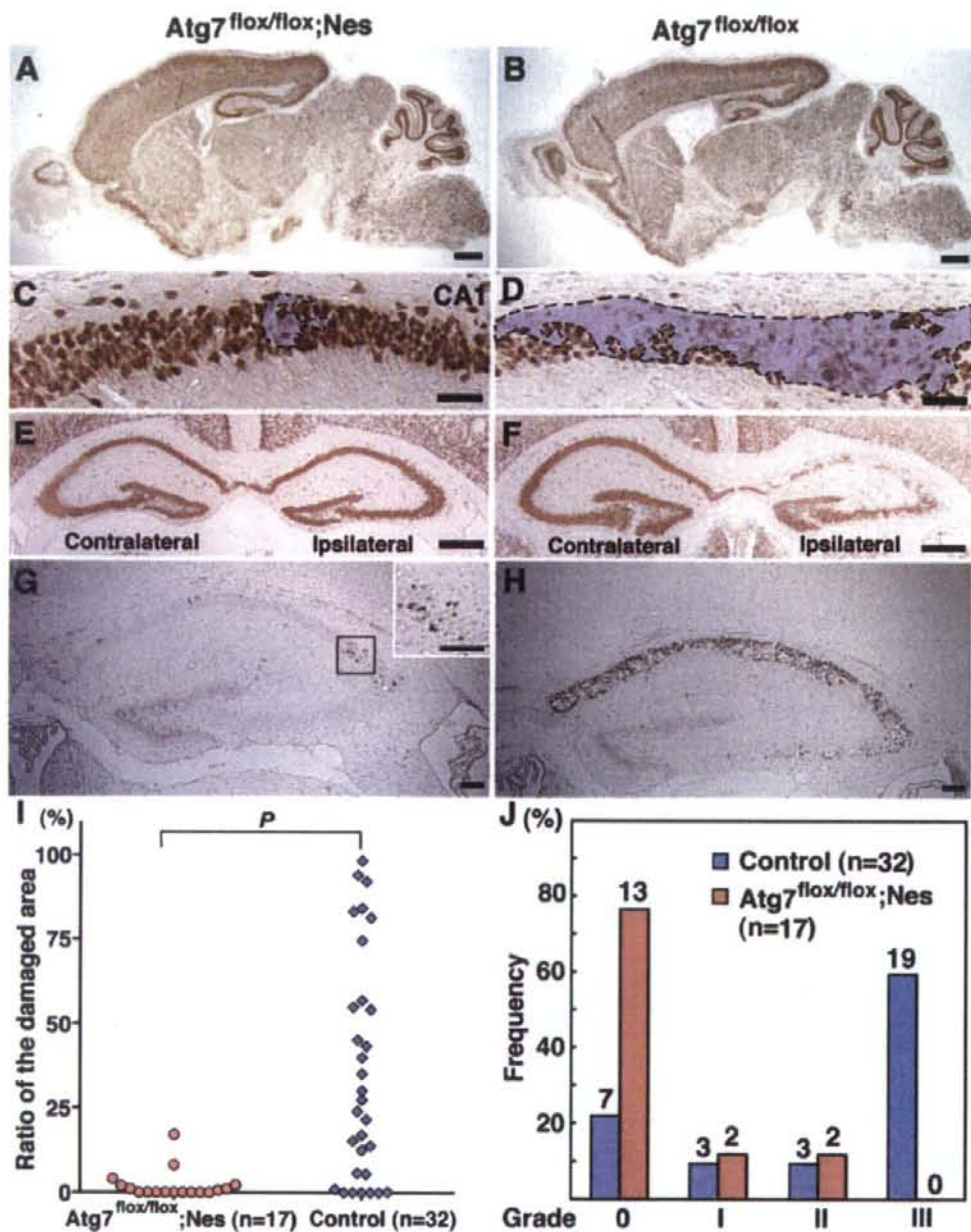 Atg7flox/flox;Nes Atg7flox/flox
A B
C CA1 D
E F
Contralateral Ipsilateral Contralateral Ipsilateral
G H
I (%) P
100
75
50
25
0
Ratio of the damaged area
Atg7flox/flox;Nes (n=17) Control (n=32)
J (%)
Control (n=32)
Atg7flox/flox;Nes
(n=17)
80
60
40
20
Frequency
7 13 3 2 3 2 19 0
Grade 0 I II III